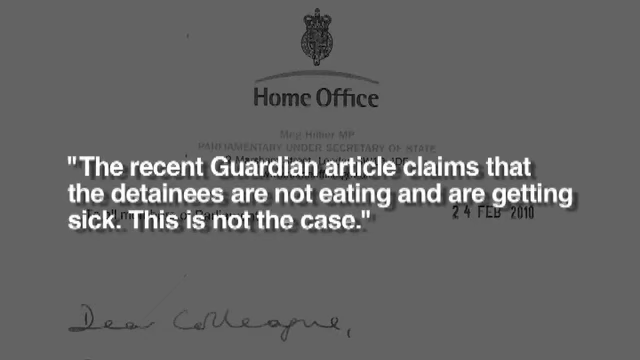 Home Office
Meg Hillier MP
PARLIAMENTARY UNDER SECRETARY OF STATE
"The recent Guardian article claims that
the detainees are not eating and are getting
sick. This is not the case."
24 FEB 2010
Dear Colleague,